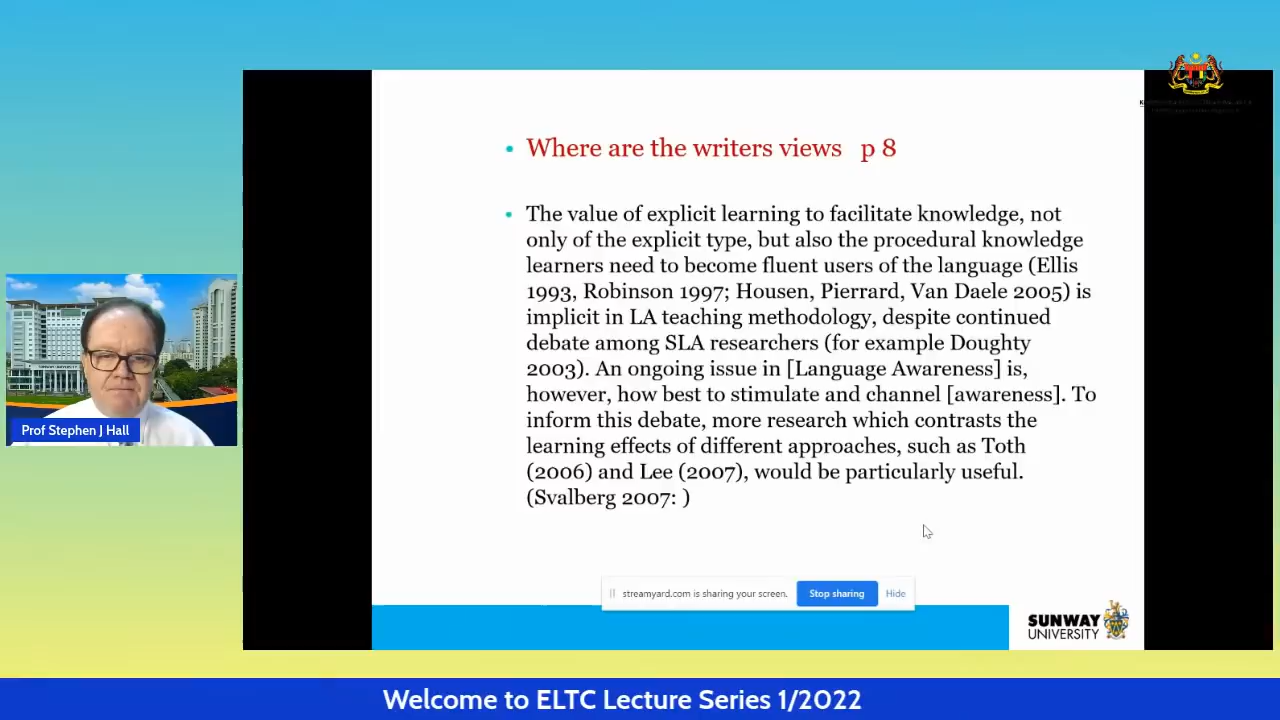 Where are the writers views p 8
The value of explicit learning to facilitate knowledge, not
only of the explicit type, but also the procedural knowledge
learners need to become fluent users of the language (Ellis
1993, Robinson 1997; Housen, Pierrard, Van Daele 2005) is
implicit in LA teaching methodology, despite continued
debate among SLA researchers (for example Doughty
2003). An ongoing issue in [Language Awareness] is,
however, how best to stimulate and channel [awareness]. To
inform this debate, more research which contrasts the
learning effects of different approaches, such as Toth
(2006) and Lee (2007), would be particularly useful.
(Svalberg 2007: )
Prof Stephen J Hall
streamyard.com is sharing your screen. Stop sharing Hide
SUNWAY
UNIVERSITY
Welcome to ELTC Lecture Series 1/2022